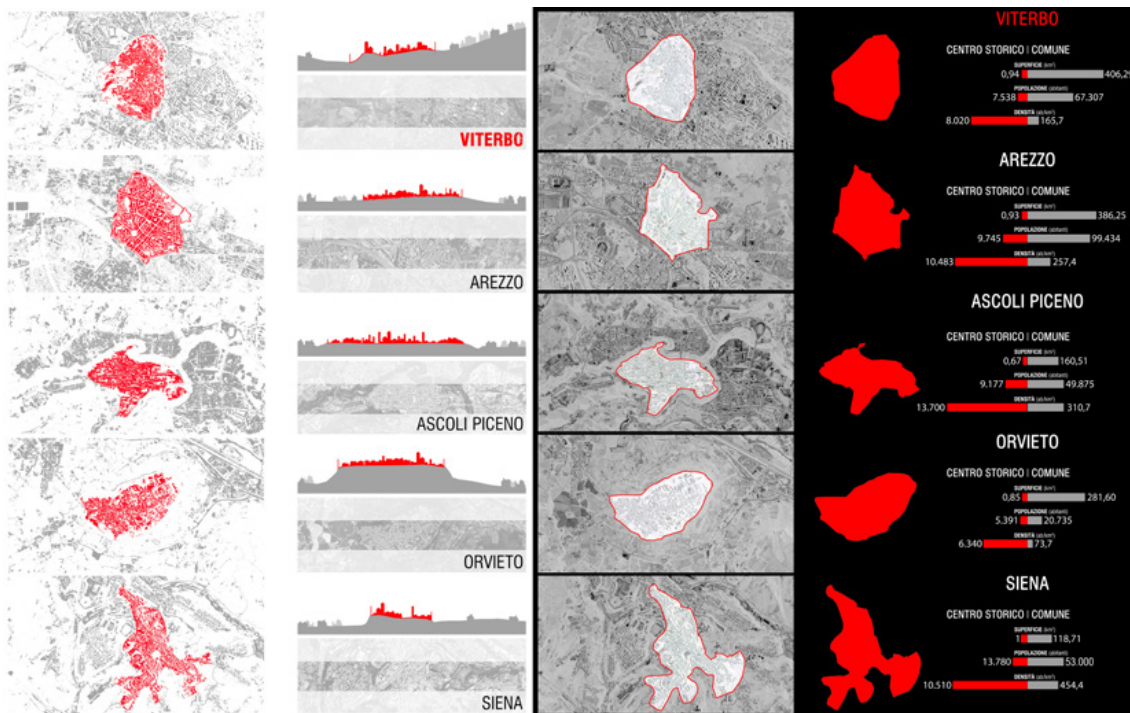 VITERBO
CENTRO STORICO | COMUNE
SUPERFICIE (km²)
0,94 406,29
POPOLAZIONE (abitanti)
7.538 67.307
DENSITÀ (ab/km²)
8.020 165,7
VITERBO
AREZZO
CENTRO STORICO | COMUNE
SUPERFICIE (km²)
0,93 386,25
POPOLAZIONE (abitanti)
9.745 99.434
DENSITÀ (ab/km²)
10.483 257,4
AREZZO
ASCOLI PICENO
CENTRO STORICO | COMUNE
SUPERFICIE (km²)
0,67 160,51
POPOLAZIONE (abitanti)
9.177 49.875
DENSITÀ (ab/km²)
13.700 310,7
ASCOLI PICENO
ORVIETO
CENTRO STORICO | COMUNE
SUPERFICIE (km²)
0,85 281,60
POPOLAZIONE (abitanti)
5.391 20.735
DENSITÀ (ab/km²)
6.340 73,7
ORVIETO
SIENA
CENTRO STORICO | COMUNE
SUPERFICIE (km²)
1 118,71
POPOLAZIONE (abitanti)
13.780 53.000
DENSITÀ (ab/km²)
10.510 454,4
SIENA